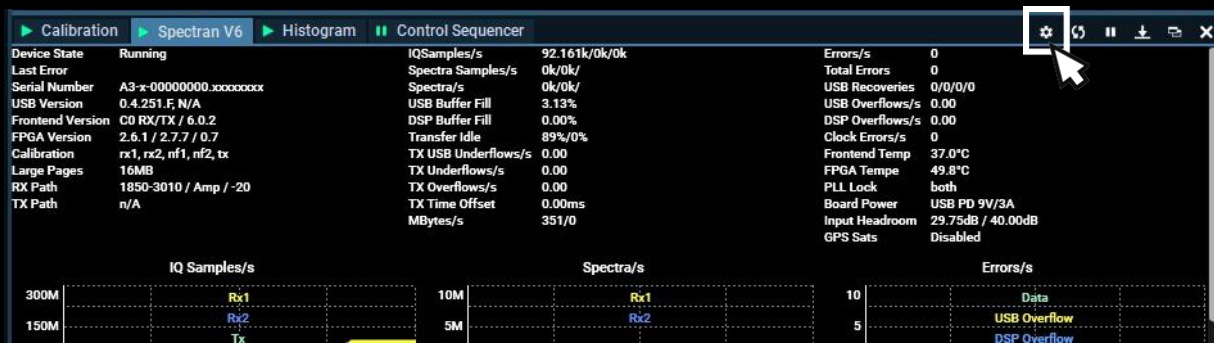 Calibration Spectran V6 Histogram Control Sequencer
Device State Running
Last Error
Serial Number A3-x-00000000.xxxxxxxx
USB Version 0.4.251.F, N/A
Frontend Version C0 RX/TX / 6.0.2
FPGA Version 2.6.1 / 2.7.7 / 0.7
Calibration rx1, rx2, nf1, nf2, tx
Large Pages 16MB
RX Path 1850-3010 / Amp / -20
TX Path n/A
IQSamples/s 92.161k/0k/0k
Spectra Samples/s 0k/0k/
Spectra/s 0k/0k/
USB Buffer Fill 3.13%
DSP Buffer Fill 0.00%
Transfer Idle 89%/0%
TX USB Underflows/s 0.00
TX Underflows/s 0.00
TX Overflows/s 0.00
TX Time Offset 0.00ms
MBytes/s 351/0
Errors/s 0
Total Errors 0
USB Recoveries 0/0/0/0
USB Overflows/s 0.00
DSP Overflows/s 0.00
Clock Errors/s 0
Frontend Temp 37.0°C
FPGA Tempe 49.8°C
PLL Lock both
Board Power USB PD 9V/3A
Input Headroom 29.75dB / 40.00dB
GPS Sats Disabled
IQ Samples/s
300M Rx1
Rx2
150M
Tx
Spectra/s
10M Rx1
Rx2
5M
Errors/s
10 Data
USB Overflow
5
DSP Overflow